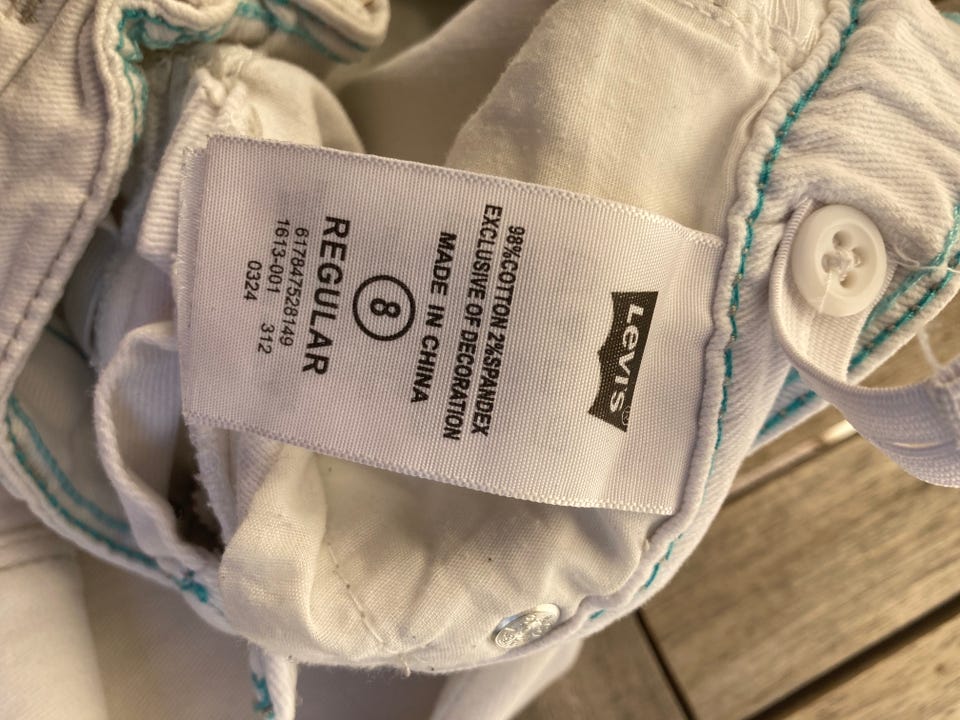 LEVI'S®
98%COTTON 2%SPANDEX
EXCLUSIVE OF DECORATION
MADE IN CHINA
8
REGULAR
617847528149
1613-001 312
0324